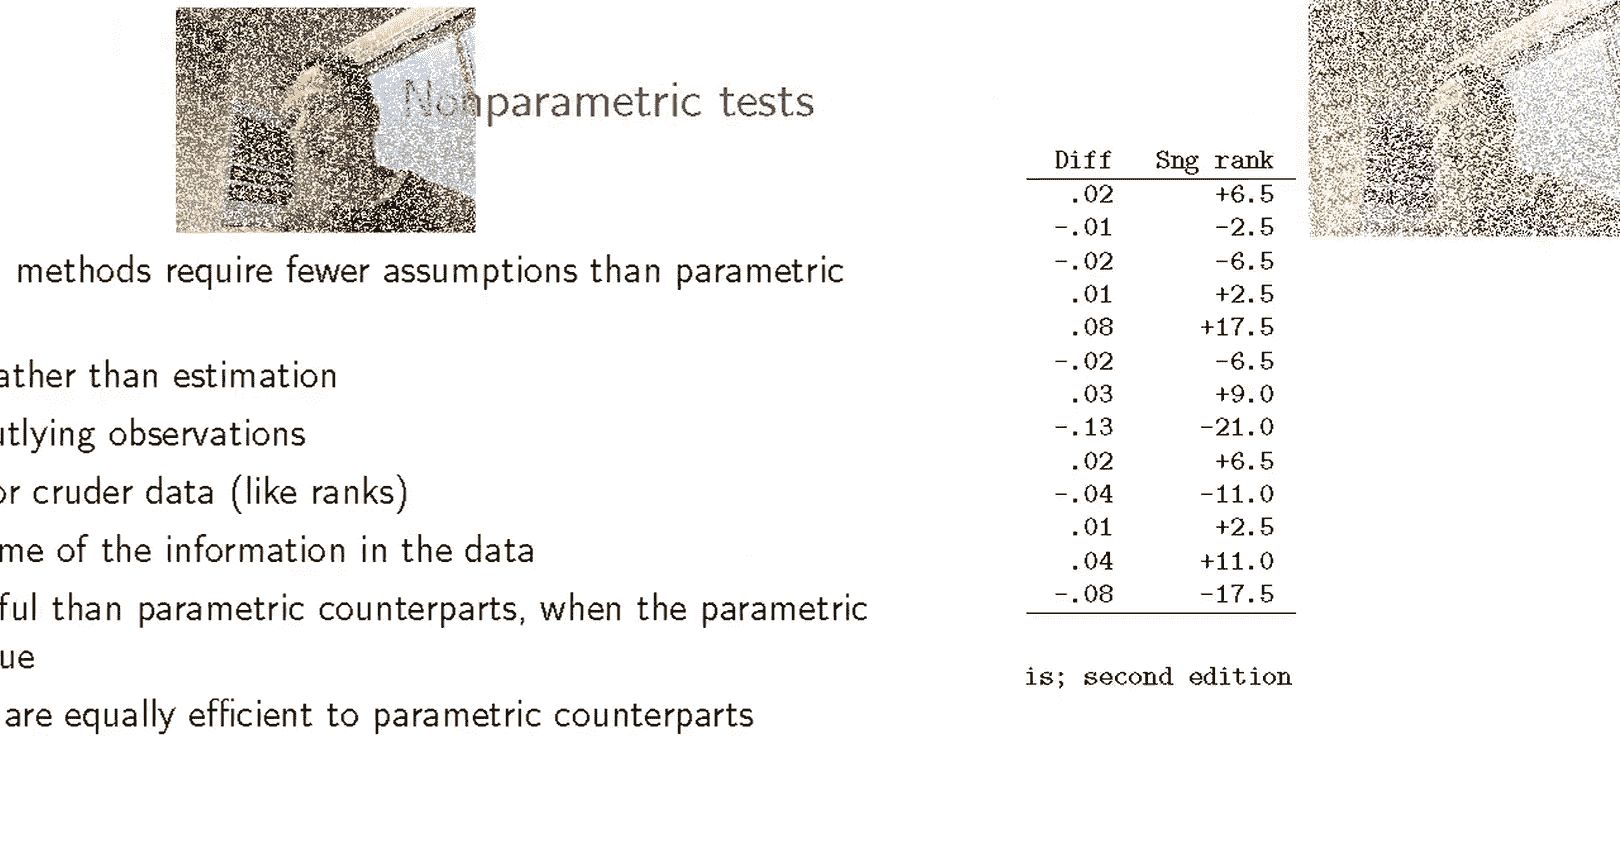 Nonparametric tests
methods require fewer assumptions than parametric
ather than estimation
utlying observations
or cruder data (like ranks)
me of the information in the data
ful than parametric counterparts, when the parametric
ue
are equally efficient to parametric counterparts
Diff Sng rank
.02 +6.5
-.01 -2.5
-.02 -6.5
.01 +2.5
.08 +17.5
-.02 -6.5
.03 +9.0
-.13 -21.0
.02 +6.5
-.04 -11.0
.01 +2.5
.04 +11.0
-.08 -17.5
is; second edition